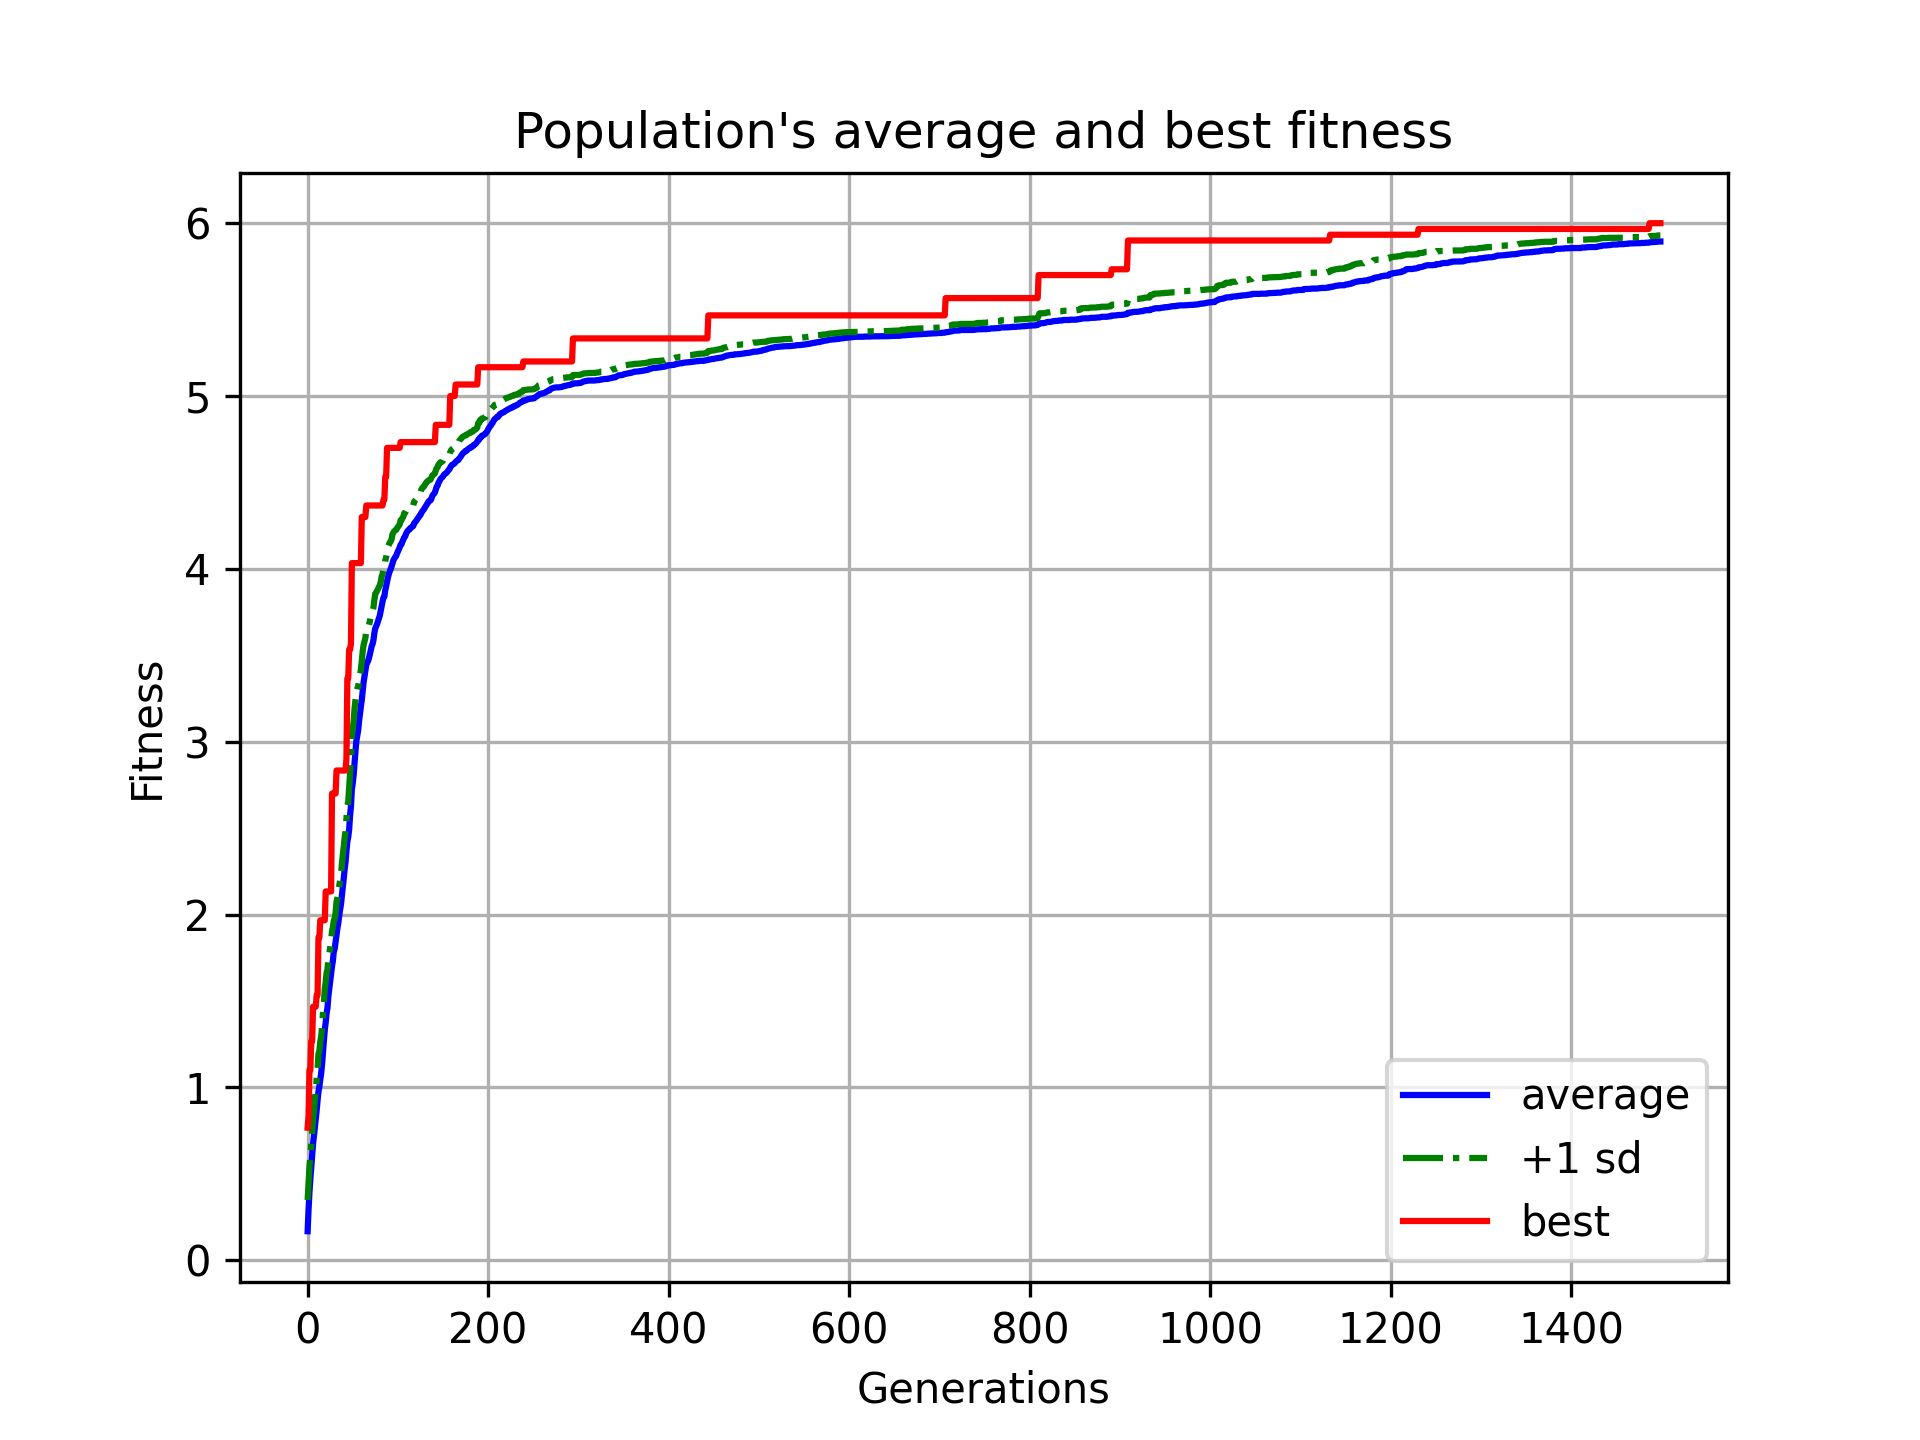 Population's average and best fitness
6
5
4
3
2
1
0
Fitness
average
+1 sd
best
0 200 400 600 800 1000 1200 1400
Generations